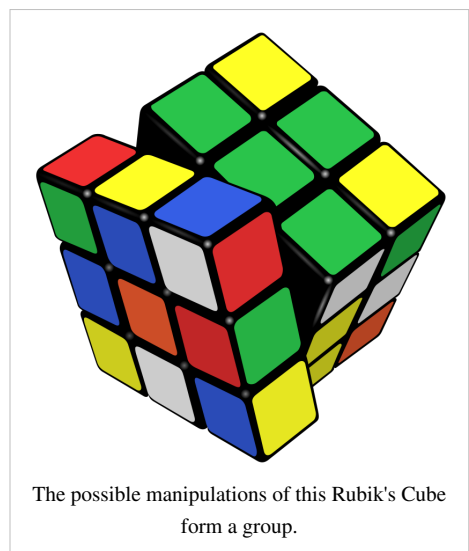 The possible manipulations of this Rubik's Cube
form a group.